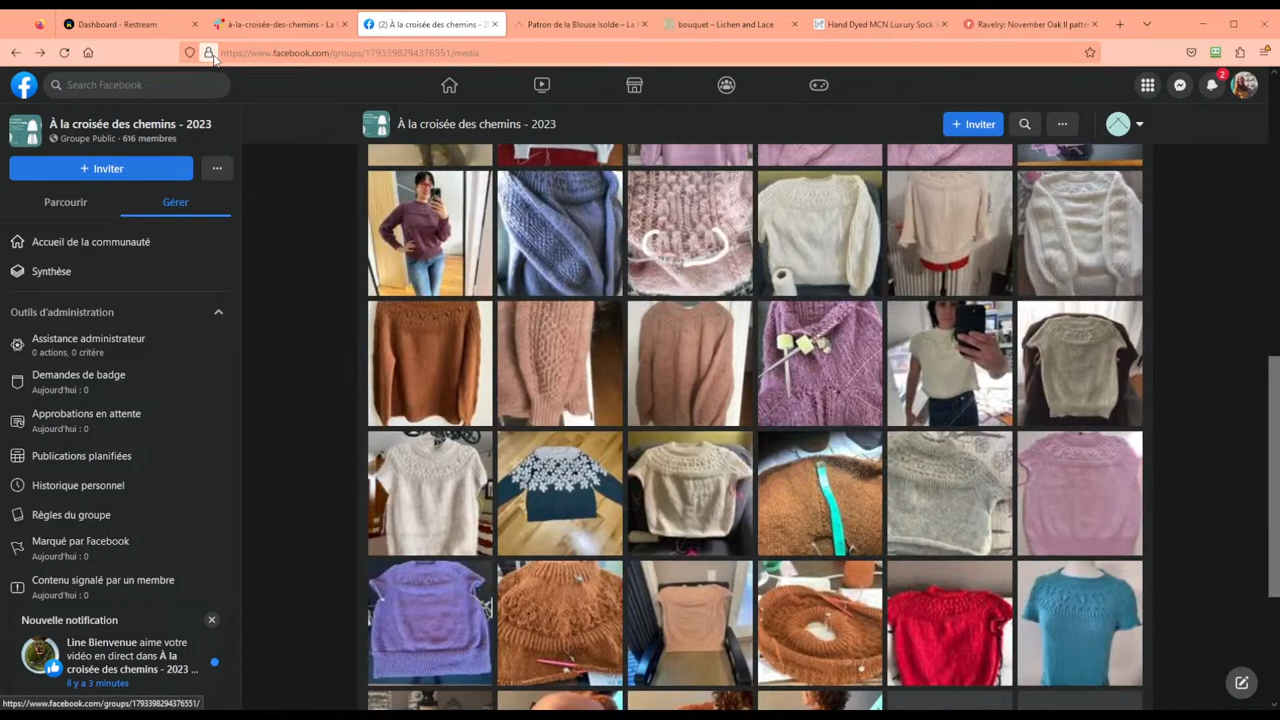 Dashboard - Restream
à-la-croisée-des-chemins - La M
(2) À la croisée des chemins - 202
Patron de la Blouse Isolde – La M
bouquet – Lichen and Lace
Hand Dyed MCN Luxury Sock Y
Ravelry: November Oak II patte
https://www.facebook.com/groups/1793398294376551/media
Search Facebook
2
À la croisée des chemins - 2023
Groupe Public · 616 membres
À la croisée des chemins - 2023
+ Inviter
+ Inviter
Parcourir
Gérer
Accueil de la communauté
Synthèse
Outils d'administration
Assistance administrateur
0 actions, 0 critère
Demandes de badge
Aujourd'hui : 0
Approbations en attente
Aujourd'hui : 0
Publications planifiées
Historique personnel
Règles du groupe
Marqué par Facebook
Aujourd'hui : 0
Contenu signalé par un membre
Aujourd'hui : 0
Nouvelle notification
Line Bienvenue aime votre
vidéo en direct dans À la
croisée des chemins - 2023 ...
il y a 3 minutes
https://www.facebook.com/groups/1793398294376551/